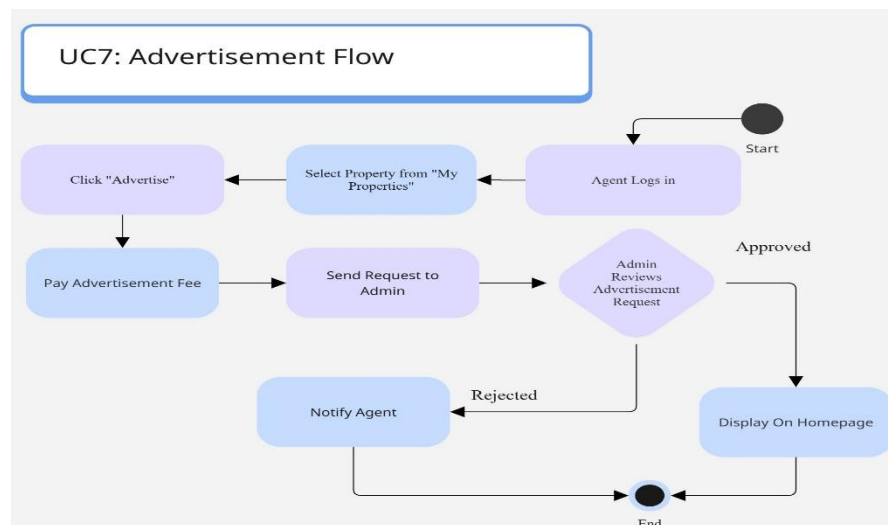 UC7: Advertisement Flow
Start
Agent Logs in
Select Property from "My
Properties"
Click "Advertise"
Pay Advertisement Fee
Send Request to
Admin
Admin
Reviews
Advertisement
Request
Approved
Rejected
Notify Agent
Display On Homepage
End